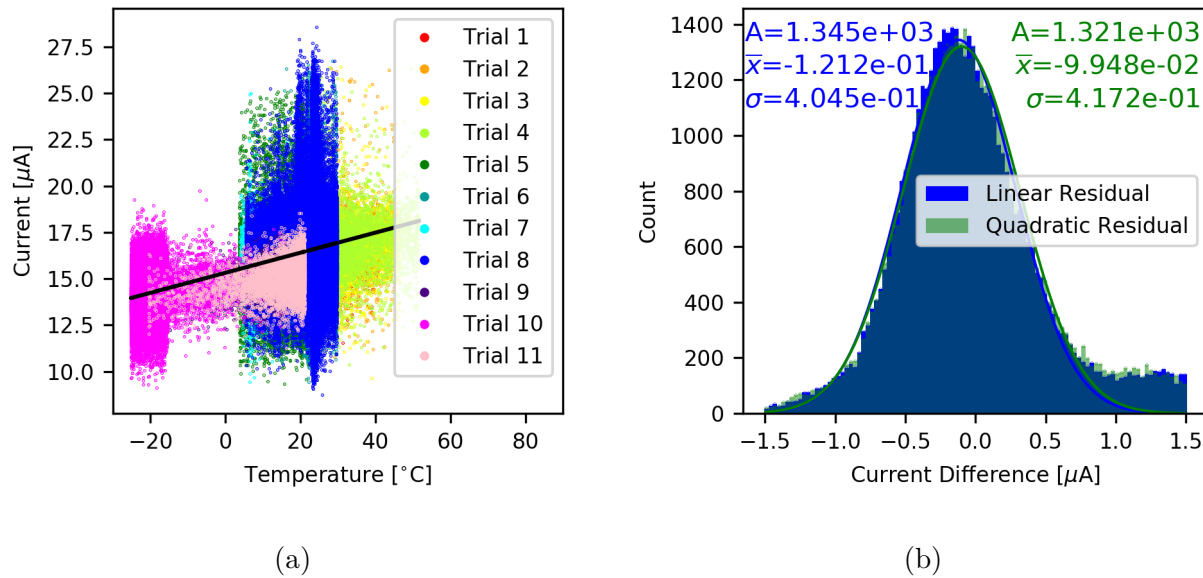 27.5
25.0
22.5
20.0
17.5
15.0
12.5
10.0
Current [μA]
−20
0
20
40
60
80
Temperature [°C]
Trial 1
Trial 2
Trial 3
Trial 4
Trial 5
Trial 6
Trial 7
Trial 8
Trial 9
Trial 10
Trial 11
(a)
1400
1200
1000
800
600
400
200
0
Count
−1.5
−1.0
−0.5
0.0
0.5
1.0
1.5
Current Difference [μA]
A=1.345e+03
x̅=-1.212e-01
σ=4.045e-01
A=1.321e+03
x̅=-9.948e-02
σ=4.172e-01
Linear Residual
Quadratic Residual
(b)